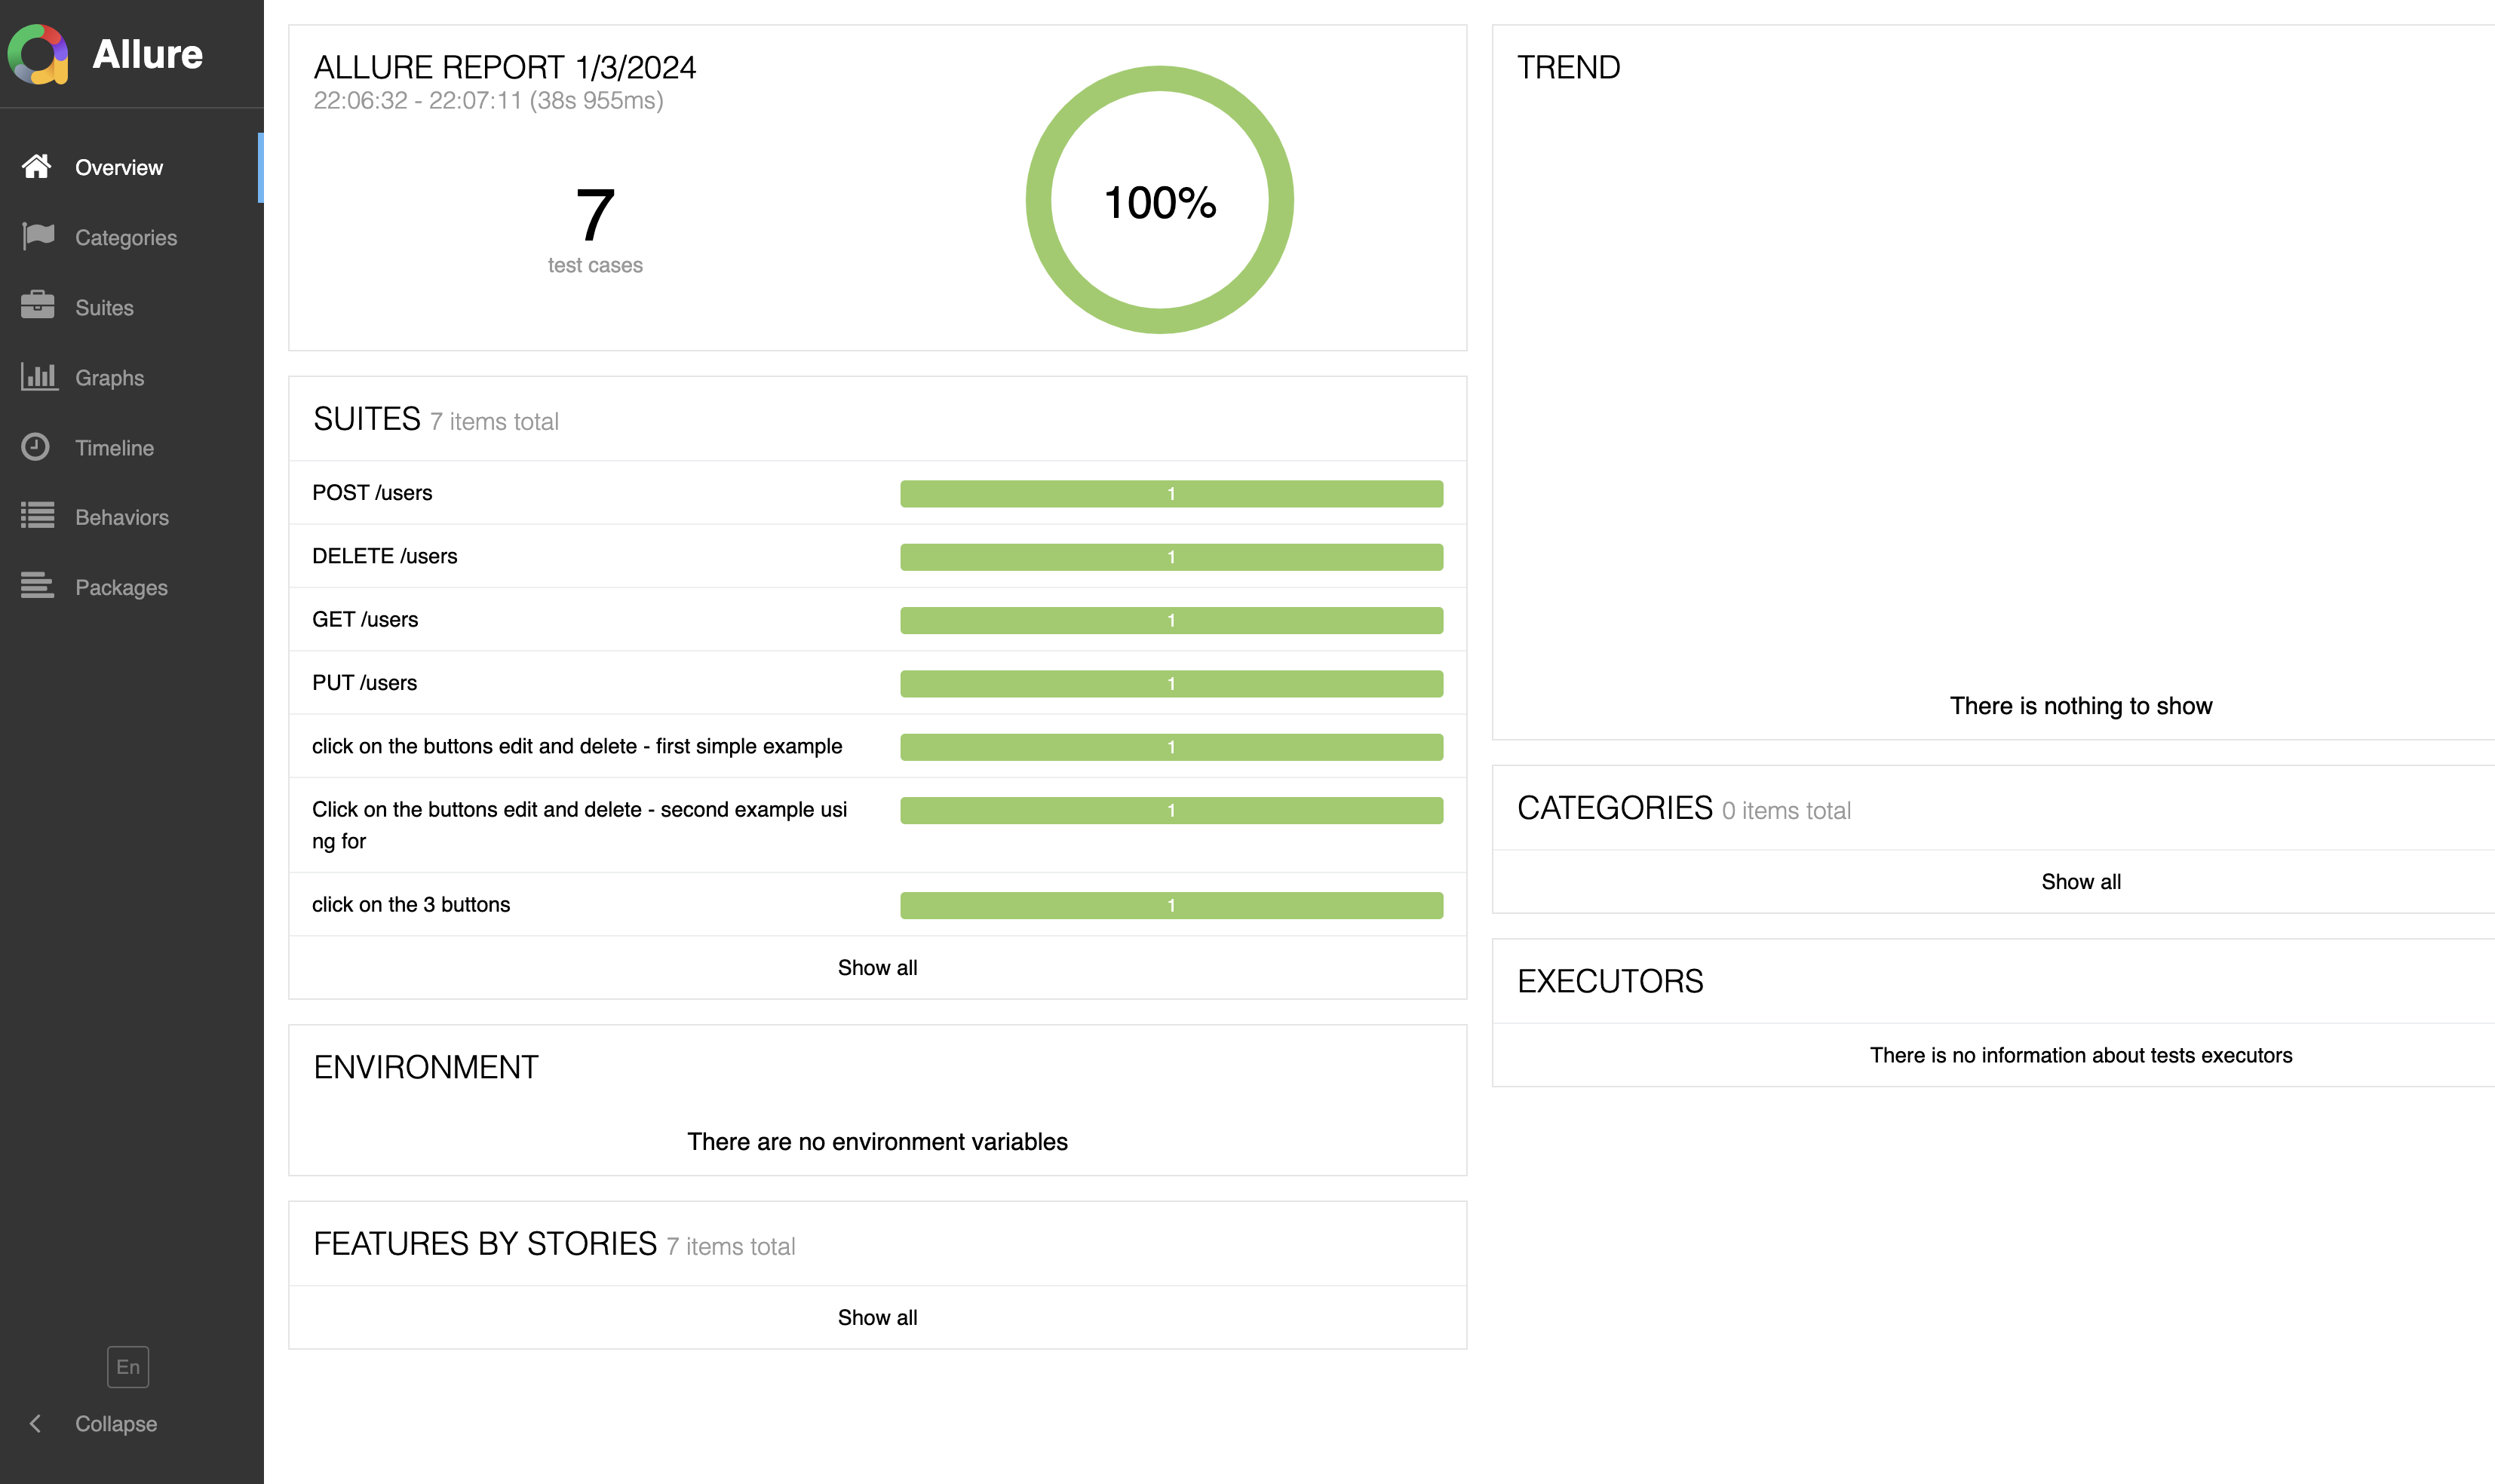 Allure
Overview
Categories
Suites
Graphs
Timeline
Behaviors
Packages
En
Collapse
ALLURE REPORT 1/3/2024
22:06:32 - 22:07:11 (38s 955ms)
7
test cases
100%
SUITES 7 items total
POST /users 1
DELETE /users 1
GET /users 1
PUT /users 1
click on the buttons edit and delete - first simple example 1
Click on the buttons edit and delete - second example usi 1
ng for
click on the 3 buttons 1
Show all
ENVIRONMENT
There are no environment variables
FEATURES BY STORIES 7 items total
Show all
TREND
There is nothing to show
CATEGORIES 0 items total
Show all
EXECUTORS
There is no information about tests executors